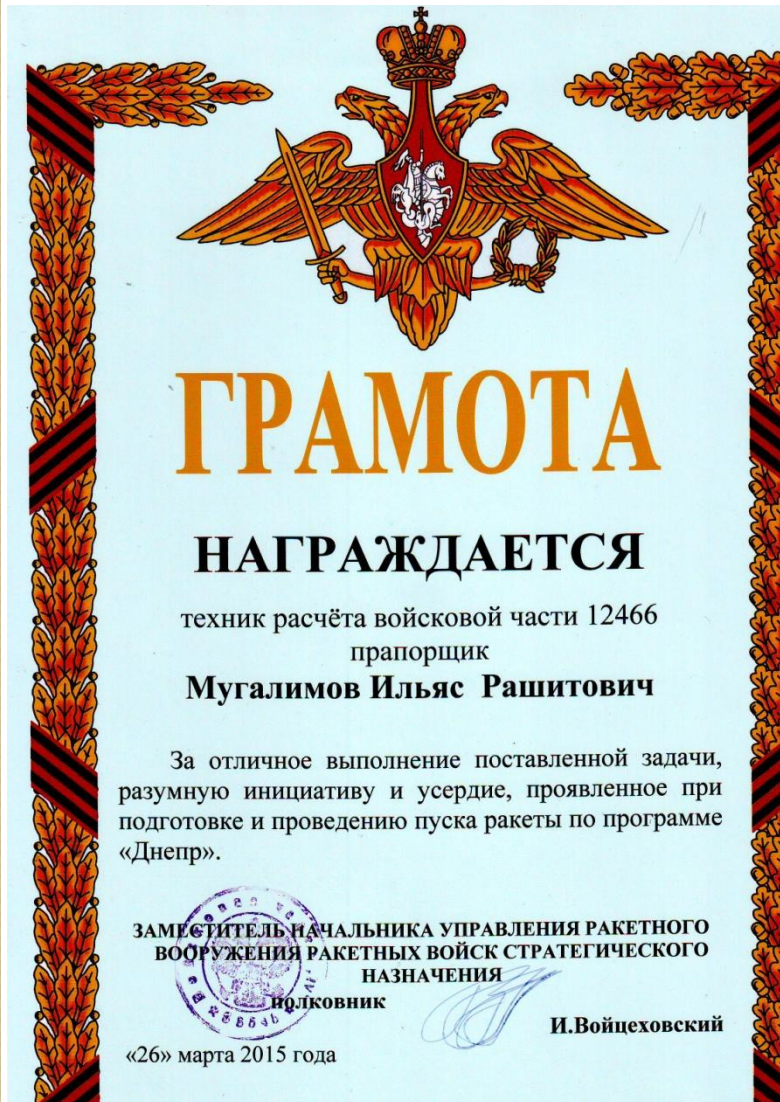 ГРАМОТА
НАГРАЖДАЕТСЯ
техник расчёта войсковой части 12466
прапорщик
Мугалимов Ильяс Рашитович
За отличное выполнение поставленной задачи,
разумную инициативу и усердие, проявленное при
подготовке и проведению пуска ракеты по программе
«Днепр».
ЗАМЕСТИТЕЛЬ НАЧАЛЬНИКА УПРАВЛЕНИЯ РАКЕТНОГО
ВООРУЖЕНИЯ РАКЕТНЫХ ВОЙСК СТРАТЕГИЧЕСКОГО
НАЗНАЧЕНИЯ
полковник
И.Войцеховский
«26» марта 2015 года